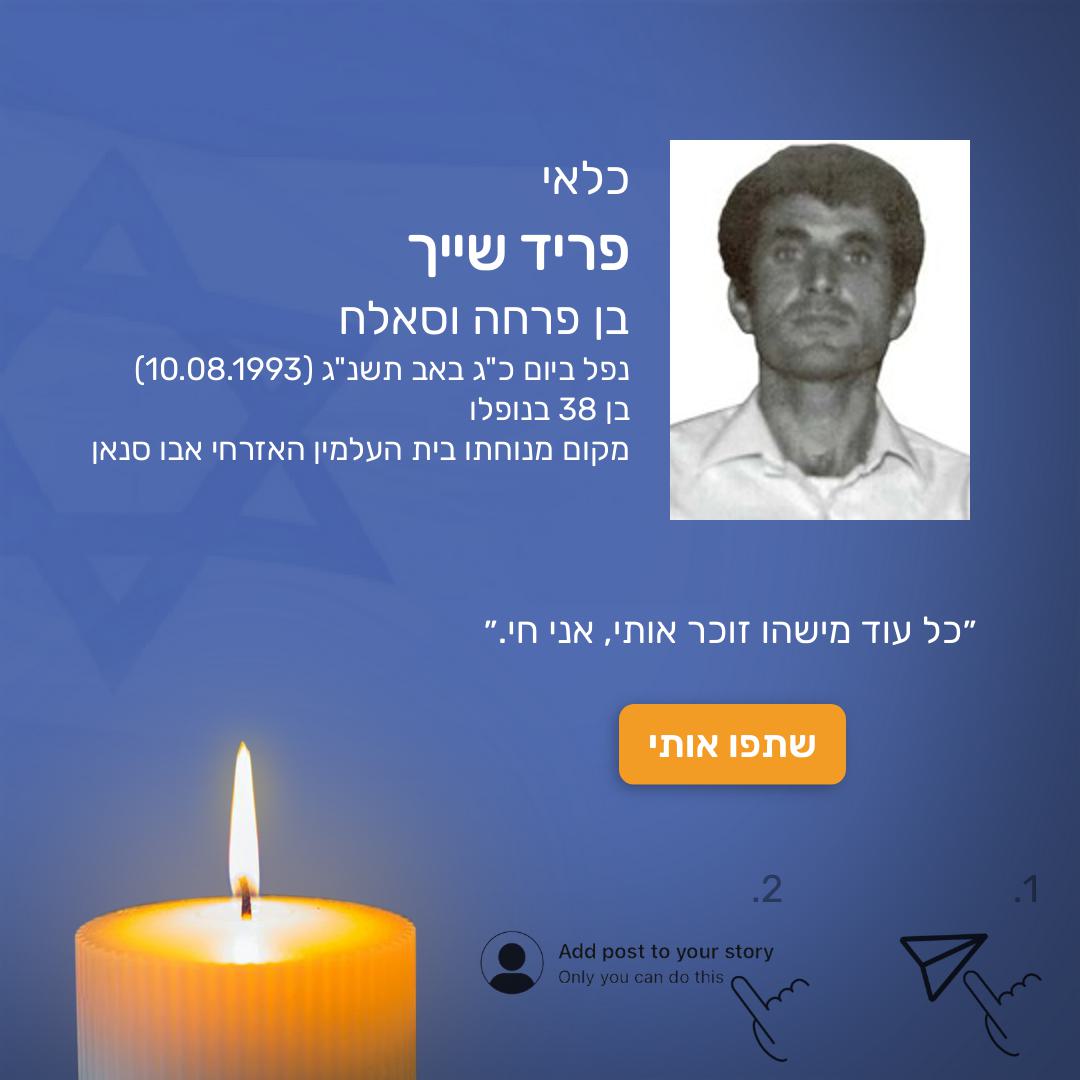 כלאי
פריד שייך
בן פרחה וסאלח
נפל ביום כ"ג באב תשנ"ג (10.08.1993)
בן 38 בנופלו
מקום מנוחתו בית העלמין האזרחי אבו סנאן
״כל עוד מישהו זוכר אותי, אני חי.״
שתפו אותי
.1
.2
Add post to your story
Only you can do this